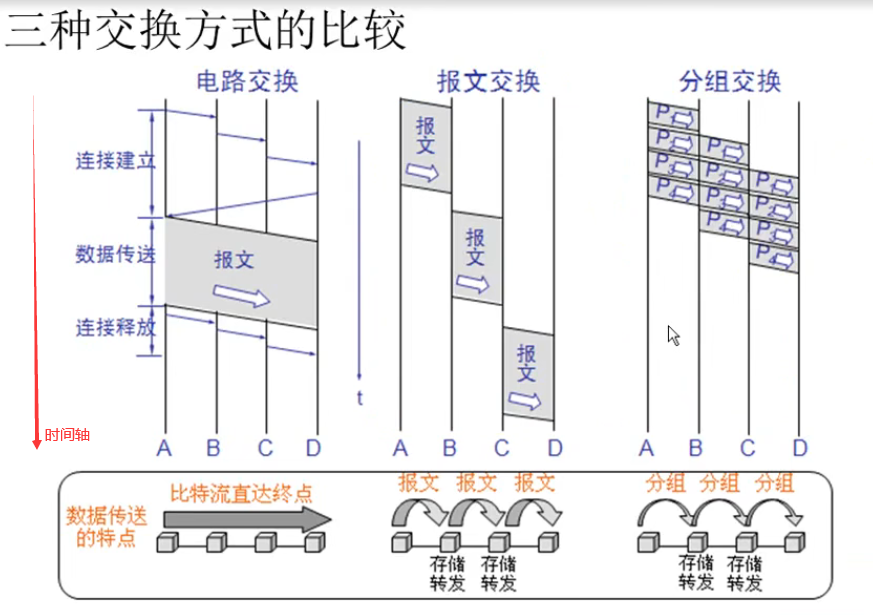 三种交换方式的比较
电路交换
报文交换
分组交换
连接建立
数据传送
连接释放
报文
时间轴
A B C D
t
报文
报文
报文
A B C D
P1
P2 P1
P3 P2 P1
P4 P3 P2
P4 P3
P4
A B C D
数据传送
的特点
比特流直达终点
报文 报文 报文
存储 存储
转发 转发
分组 分组 分组
存储 存储
转发 转发